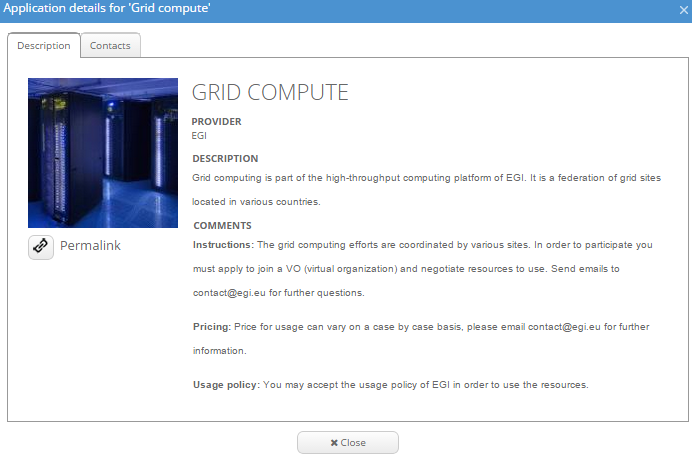 Application details for 'Grid compute'
Description
Contacts
GRID COMPUTE
PROVIDER
EGI
DESCRIPTION
Grid computing is part of the high-throughput computing platform of EGI. It is a federation of grid sites
located in various countries.
COMMENTS
Instructions: The grid computing efforts are coordinated by various sites. In order to participate you
must apply to join a VO (virtual organization) and negotiate resources to use. Send emails to
contact@egi.eu for further questions.
Pricing: Price for usage can vary on a case by case basis, please email contact@egi.eu for further
information.
Usage policy: You may accept the usage policy of EGI in order to use the resources.
Permalink
Close